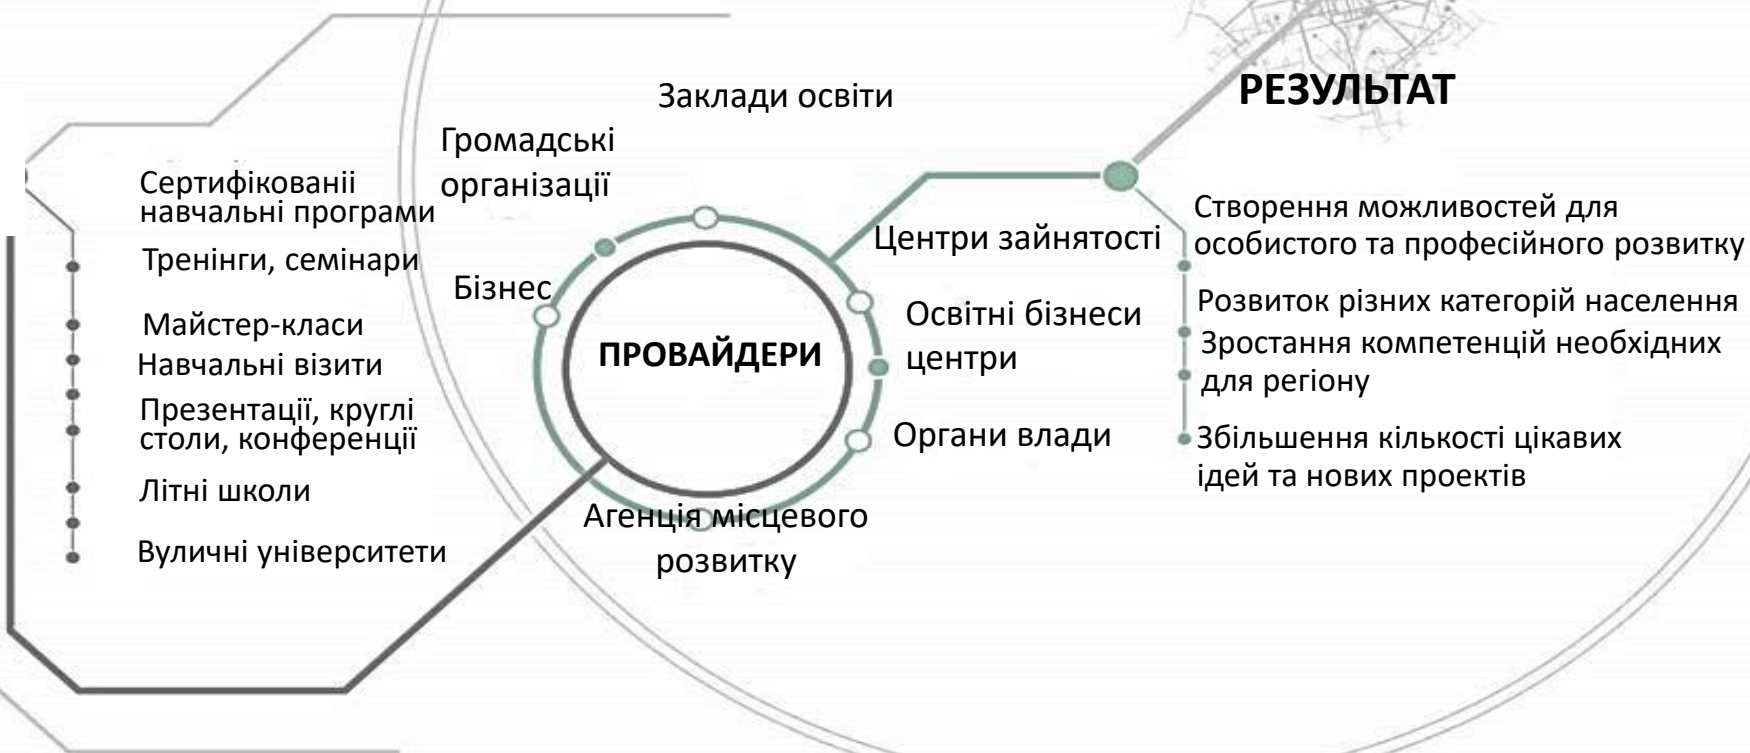 Сертифікованіі
навчальні програми
Тренінги, семінари
Майстер-класи
Навчальні візити
Презентації, круглі
столи, конференції
Літні школи
Вуличні університети
Заклади освіти
Громадські
організації
Бізнес
ПРОВАЙДЕРИ
Центри зайнятості
Освітні бізнеси
центри
Органи влади
Агенція місцевого
розвитку
РЕЗУЛЬТАТ
Створення можливостей для
особистого та професійного розвитку
Розвиток різних категорій населення
Зростання компетенцій необхідних
для регіону
Збільшення кількості цікавих
ідей та нових проектів